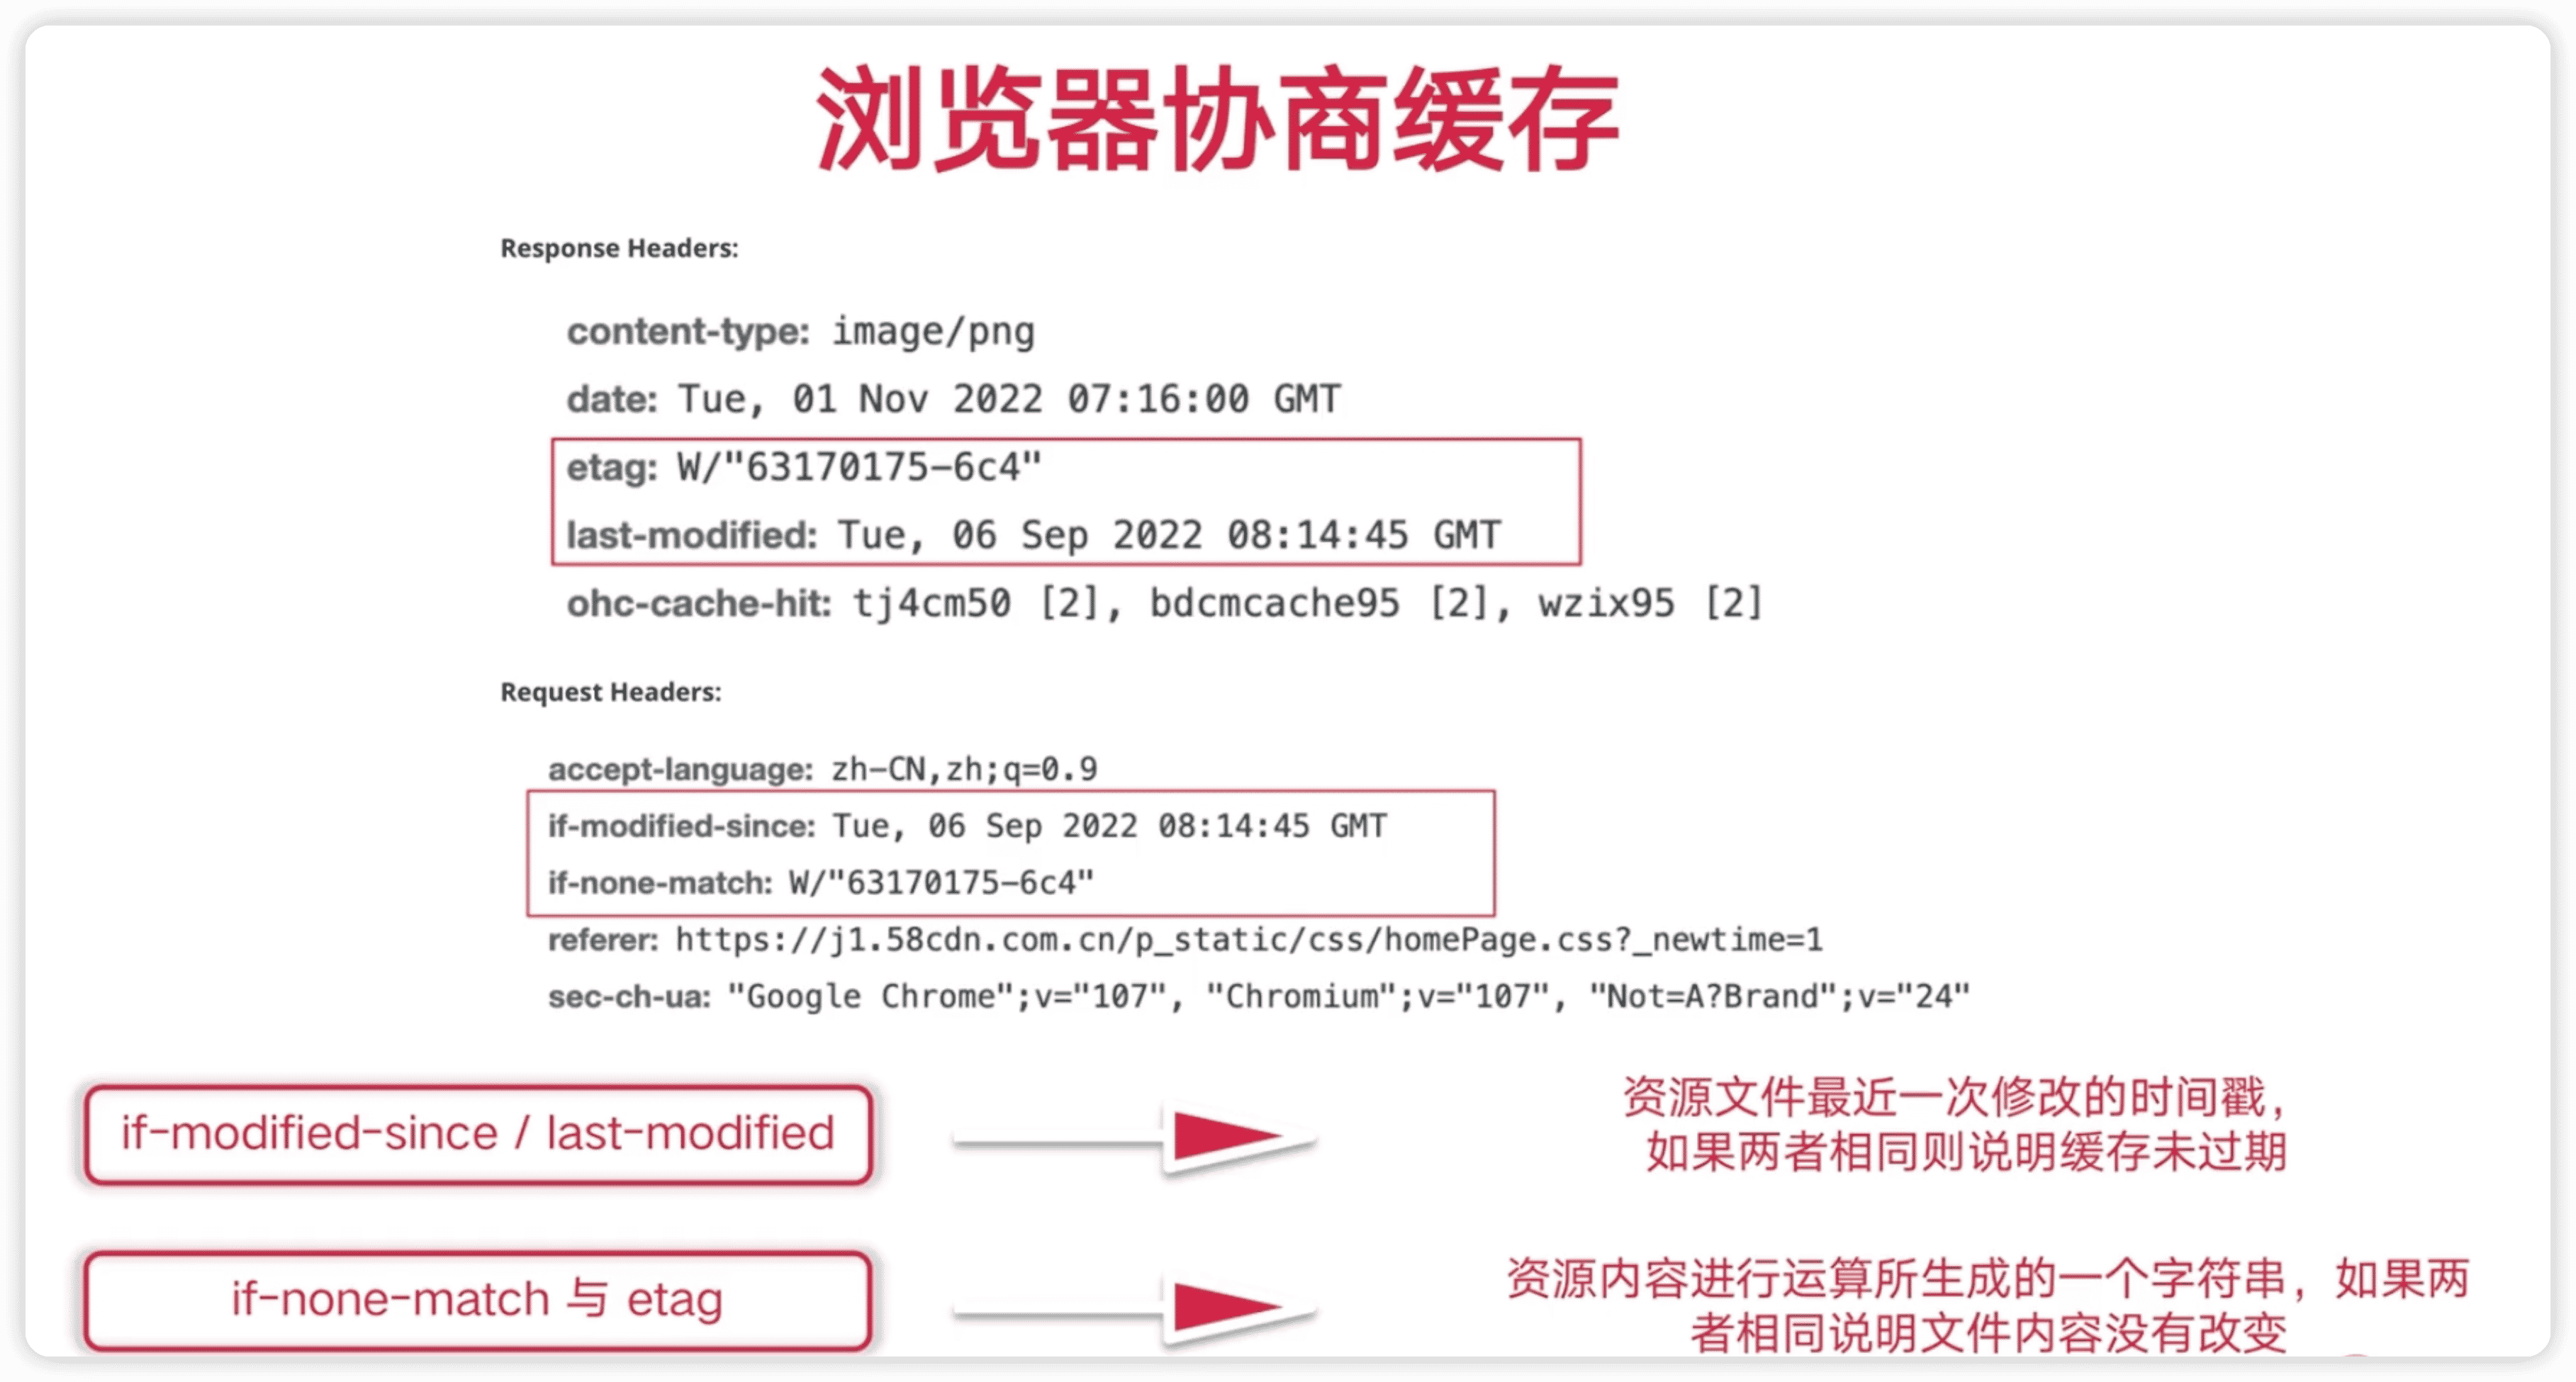 浏览器协商缓存
Response Headers:
content-type: image/png
date: Tue, 01 Nov 2022 07:16:00 GMT
etag: W/"63170175-6c4"
last-modified: Tue, 06 Sep 2022 08:14:45 GMT
ohc-cache-hit: tj4cm50 [2], bdcmcache95 [2], wzix95 [2]
Request Headers:
accept-language: zh-CN,zh;q=0.9
if-modified-since: Tue, 06 Sep 2022 08:14:45 GMT
if-none-match: W/"63170175-6c4"
referer: https://j1.58cdn.com.cn/p_static/css/homePage.css?_newtime=1
sec-ch-ua: "Google Chrome";v="107", "Chromium";v="107", "Not=A?Brand";v="24"
if-modified-since / last-modified
资源文件最近一次修改的时间戳，
如果两者相同则说明缓存未过期
if-none-match 与 etag
资源内容进行运算所生成的一个字符串，如果两
者相同说明文件内容没有改变